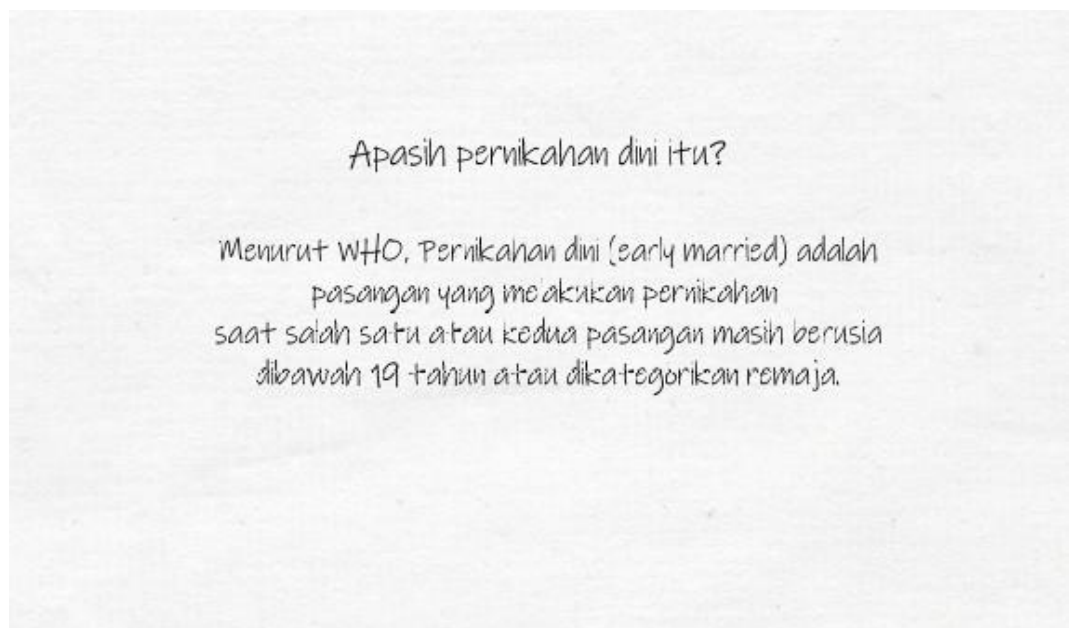 Apasih pernikahan dini itu?
Menurut WHO, Pernikahan dini (early married) adalah
pasangan yang melakukan pernikahan
saat salah satu atau kedua pasangan masih berusia
dibawah 19 tahun atau dikategorikan remaja.